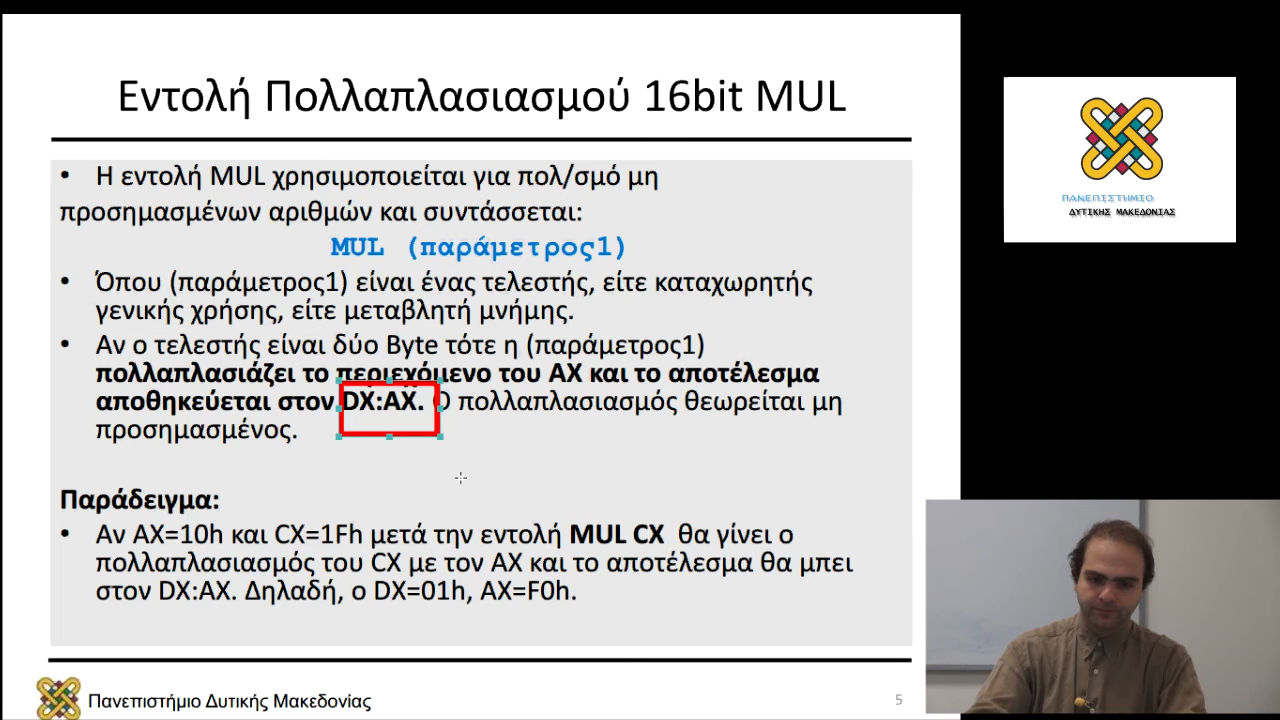 Εντολή Πολλαπλασιασμού 16bit MUL
• Η εντολή MUL χρησιμοποιείται για πολ/σμό μη
προσημασμένων αριθμών και συντάσσεται:
MUL (παράμετρος1)
• Όπου (παράμετρος1) είναι ένας τελεστής, είτε καταχωρητής
γενικής χρήσης, είτε μεταβλητή μνήμης.
• Αν ο τελεστής είναι δύο Byte τότε η (παράμετρος1)
πολλαπλασιάζει το περιεχόμενο του AX και το αποτέλεσμα
αποθηκεύεται στον DX:AX. Ο πολλαπλασιασμός θεωρείται μη
προσημασμένος.
Παράδειγμα:
• Αν AX=10h και CX=1Fh μετά την εντολή MUL CX θα γίνει ο
πολλαπλασιασμός του CX με τον AX και το αποτέλεσμα θα μπει
στον DX:AX. Δηλαδή, ο DX=01h, AX=F0h.
Πανεπιστήμιο Δυτικής Μακεδονίας
5
ΠΑΝΕΠΙΣΤΗΜΙΟ
ΔΥΤΙΚΗΣ ΜΑΚΕΔΟΝΙΑΣ